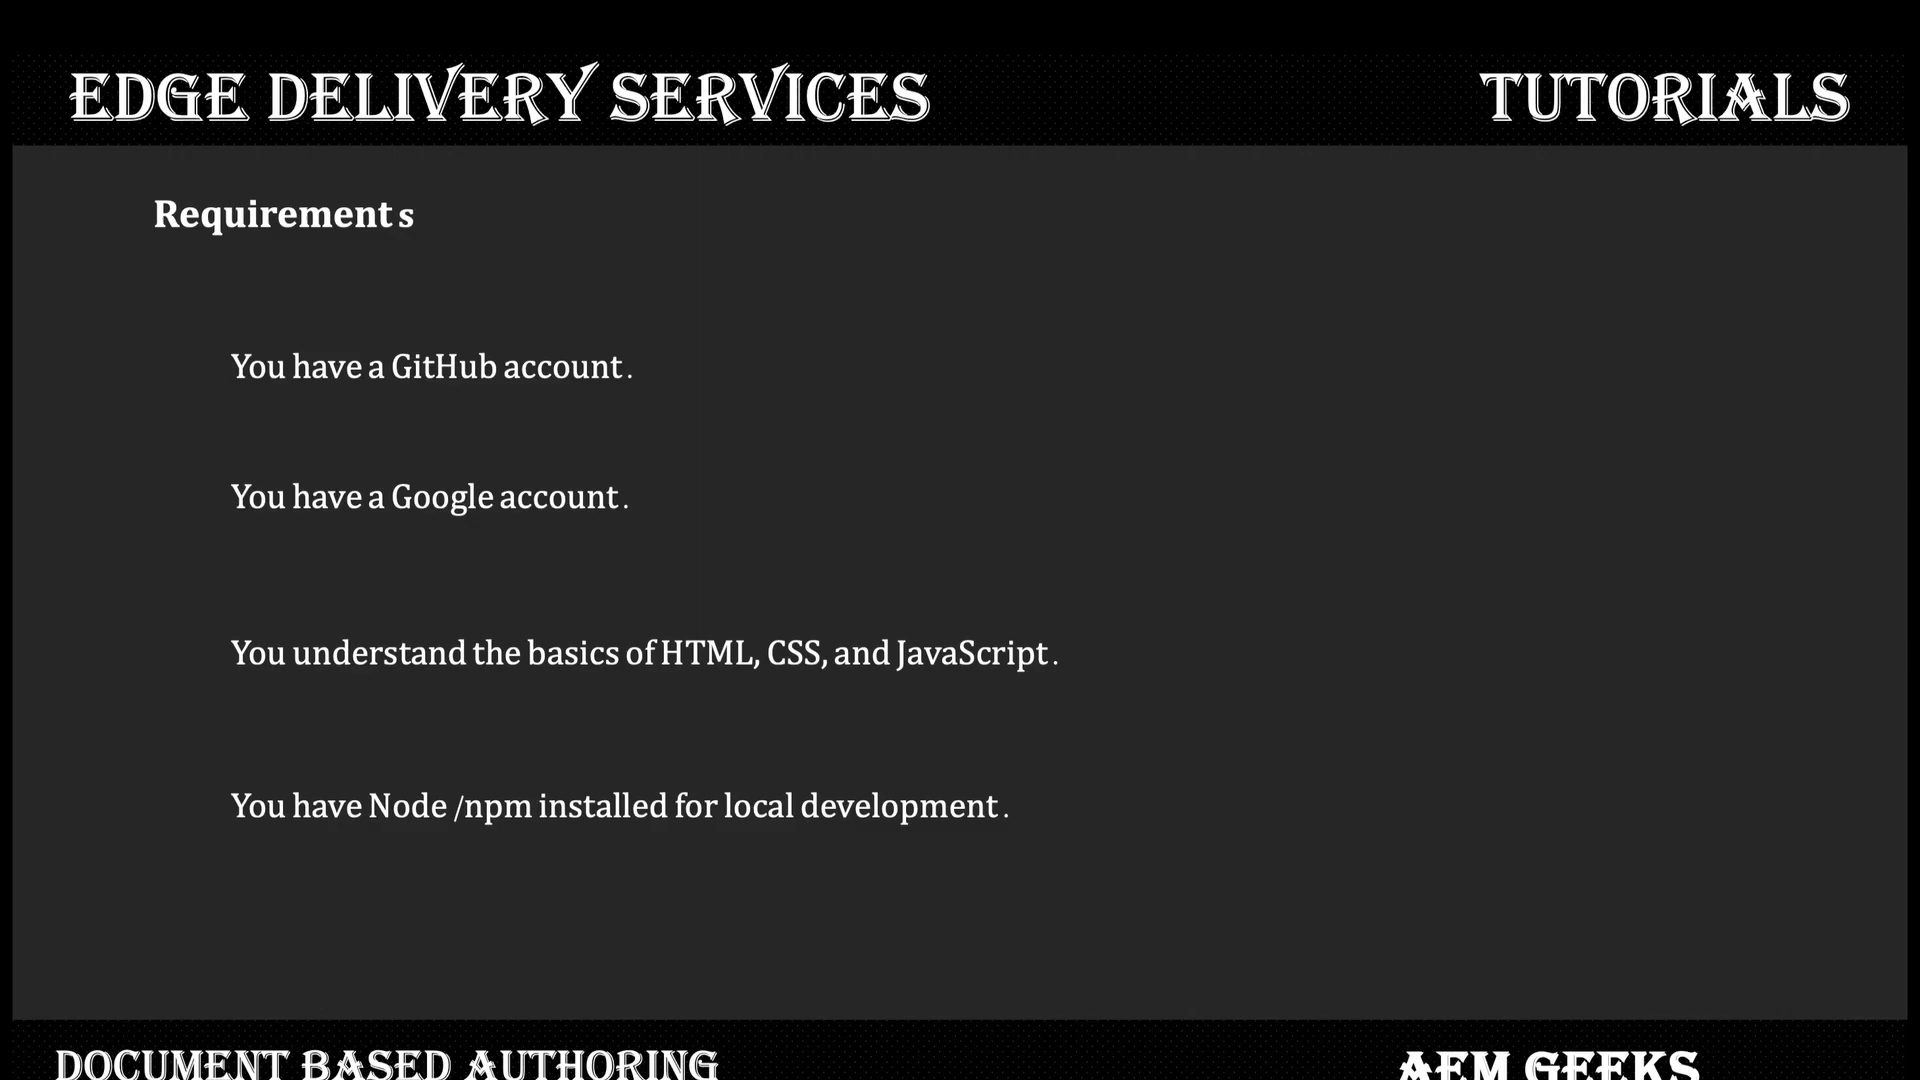 EDGE DELIVERY SERVICES TUTORIALS
Requirements
You have a GitHub account.
You have a Google account.
You understand the basics of HTML, CSS, and JavaScript.
You have Node/npm installed for local development.
DOCUMENT BASED AUTHORING AEM GEEKS